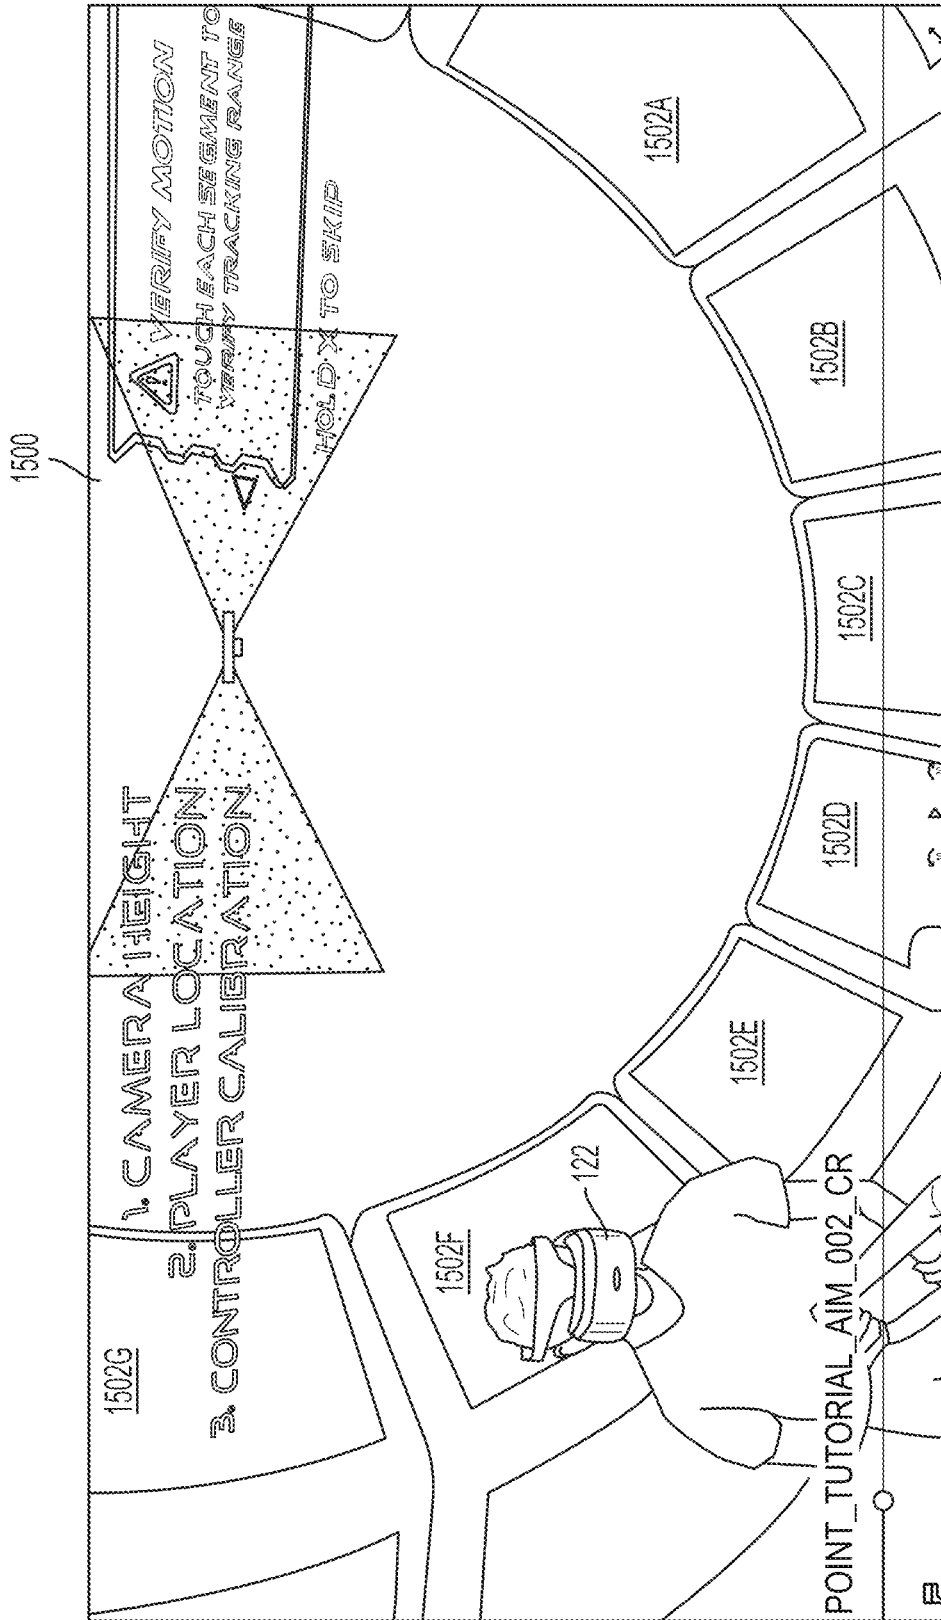 1500
1. CAMERA HEIGHT
2. PLAYER LOCATION
3. CONTROLLER CALIBRATION
VERIFY MOTION
TOUCH EACH SEGMENT TO
VERIFY TRACKING RANGE
HOLD X TO SKIP
1502G
1502F
122
1502E
1502D
1502C
1502B
1502A
POINT_TUTORIAL_AIM_002_CR